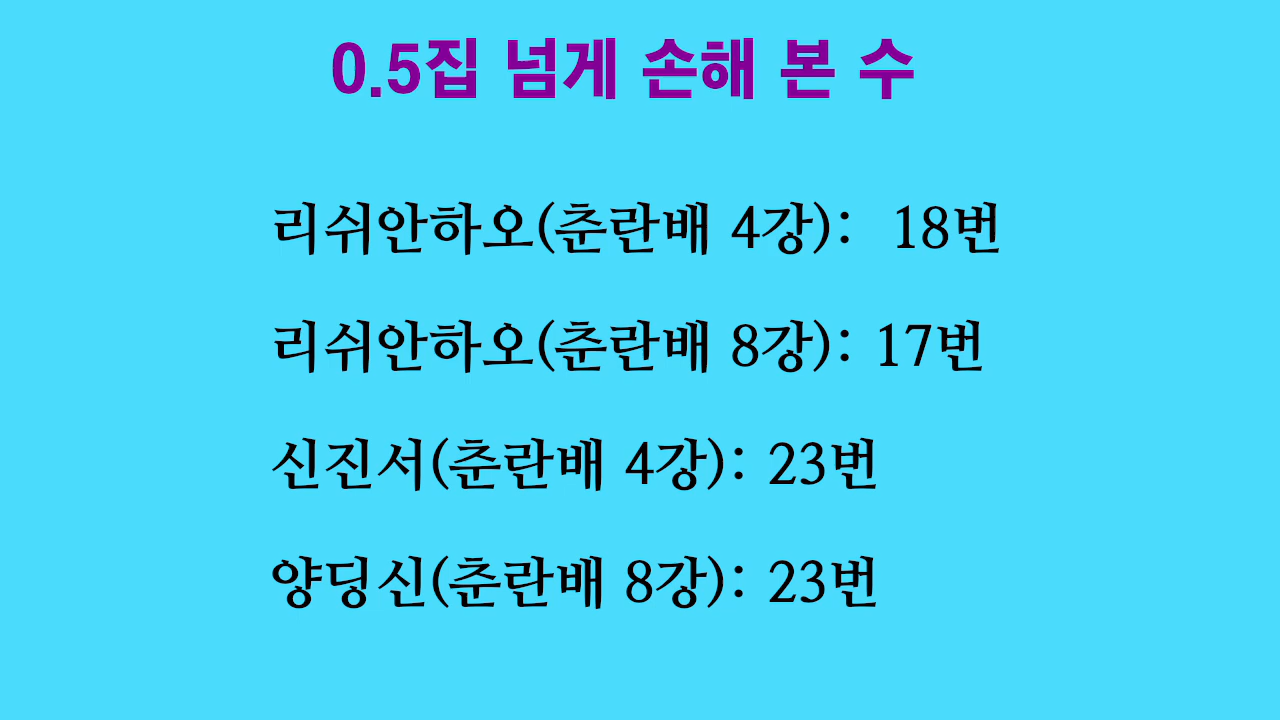 0.5집 넘게 손해 본 수
리쉬안하오(춘란배 4강): 18번
리쉬안하오(춘란배 8강): 17번
신진서(춘란배 4강): 23번
양딩신(춘란배 8강): 23번